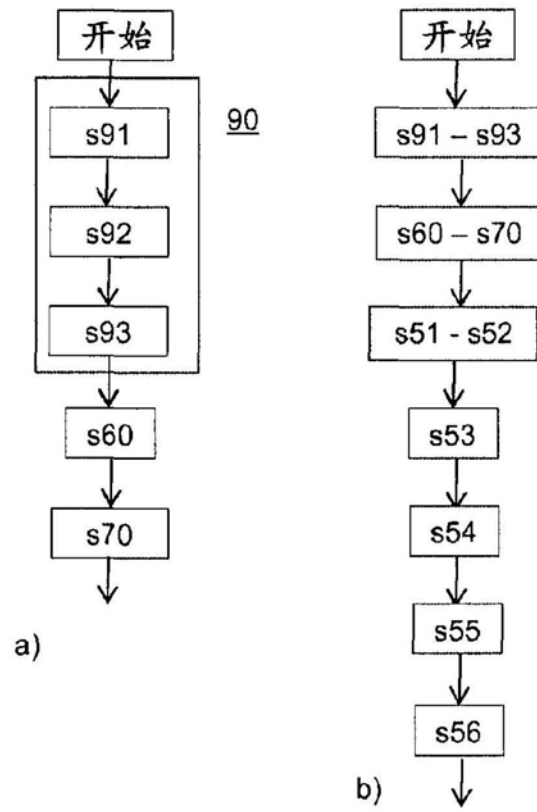 开始
s91
90
s92
s93
s60
s70
a)
开始
s91 – s93
s60 – s70
s51 - s52
s53
s54
s55
s56
b)